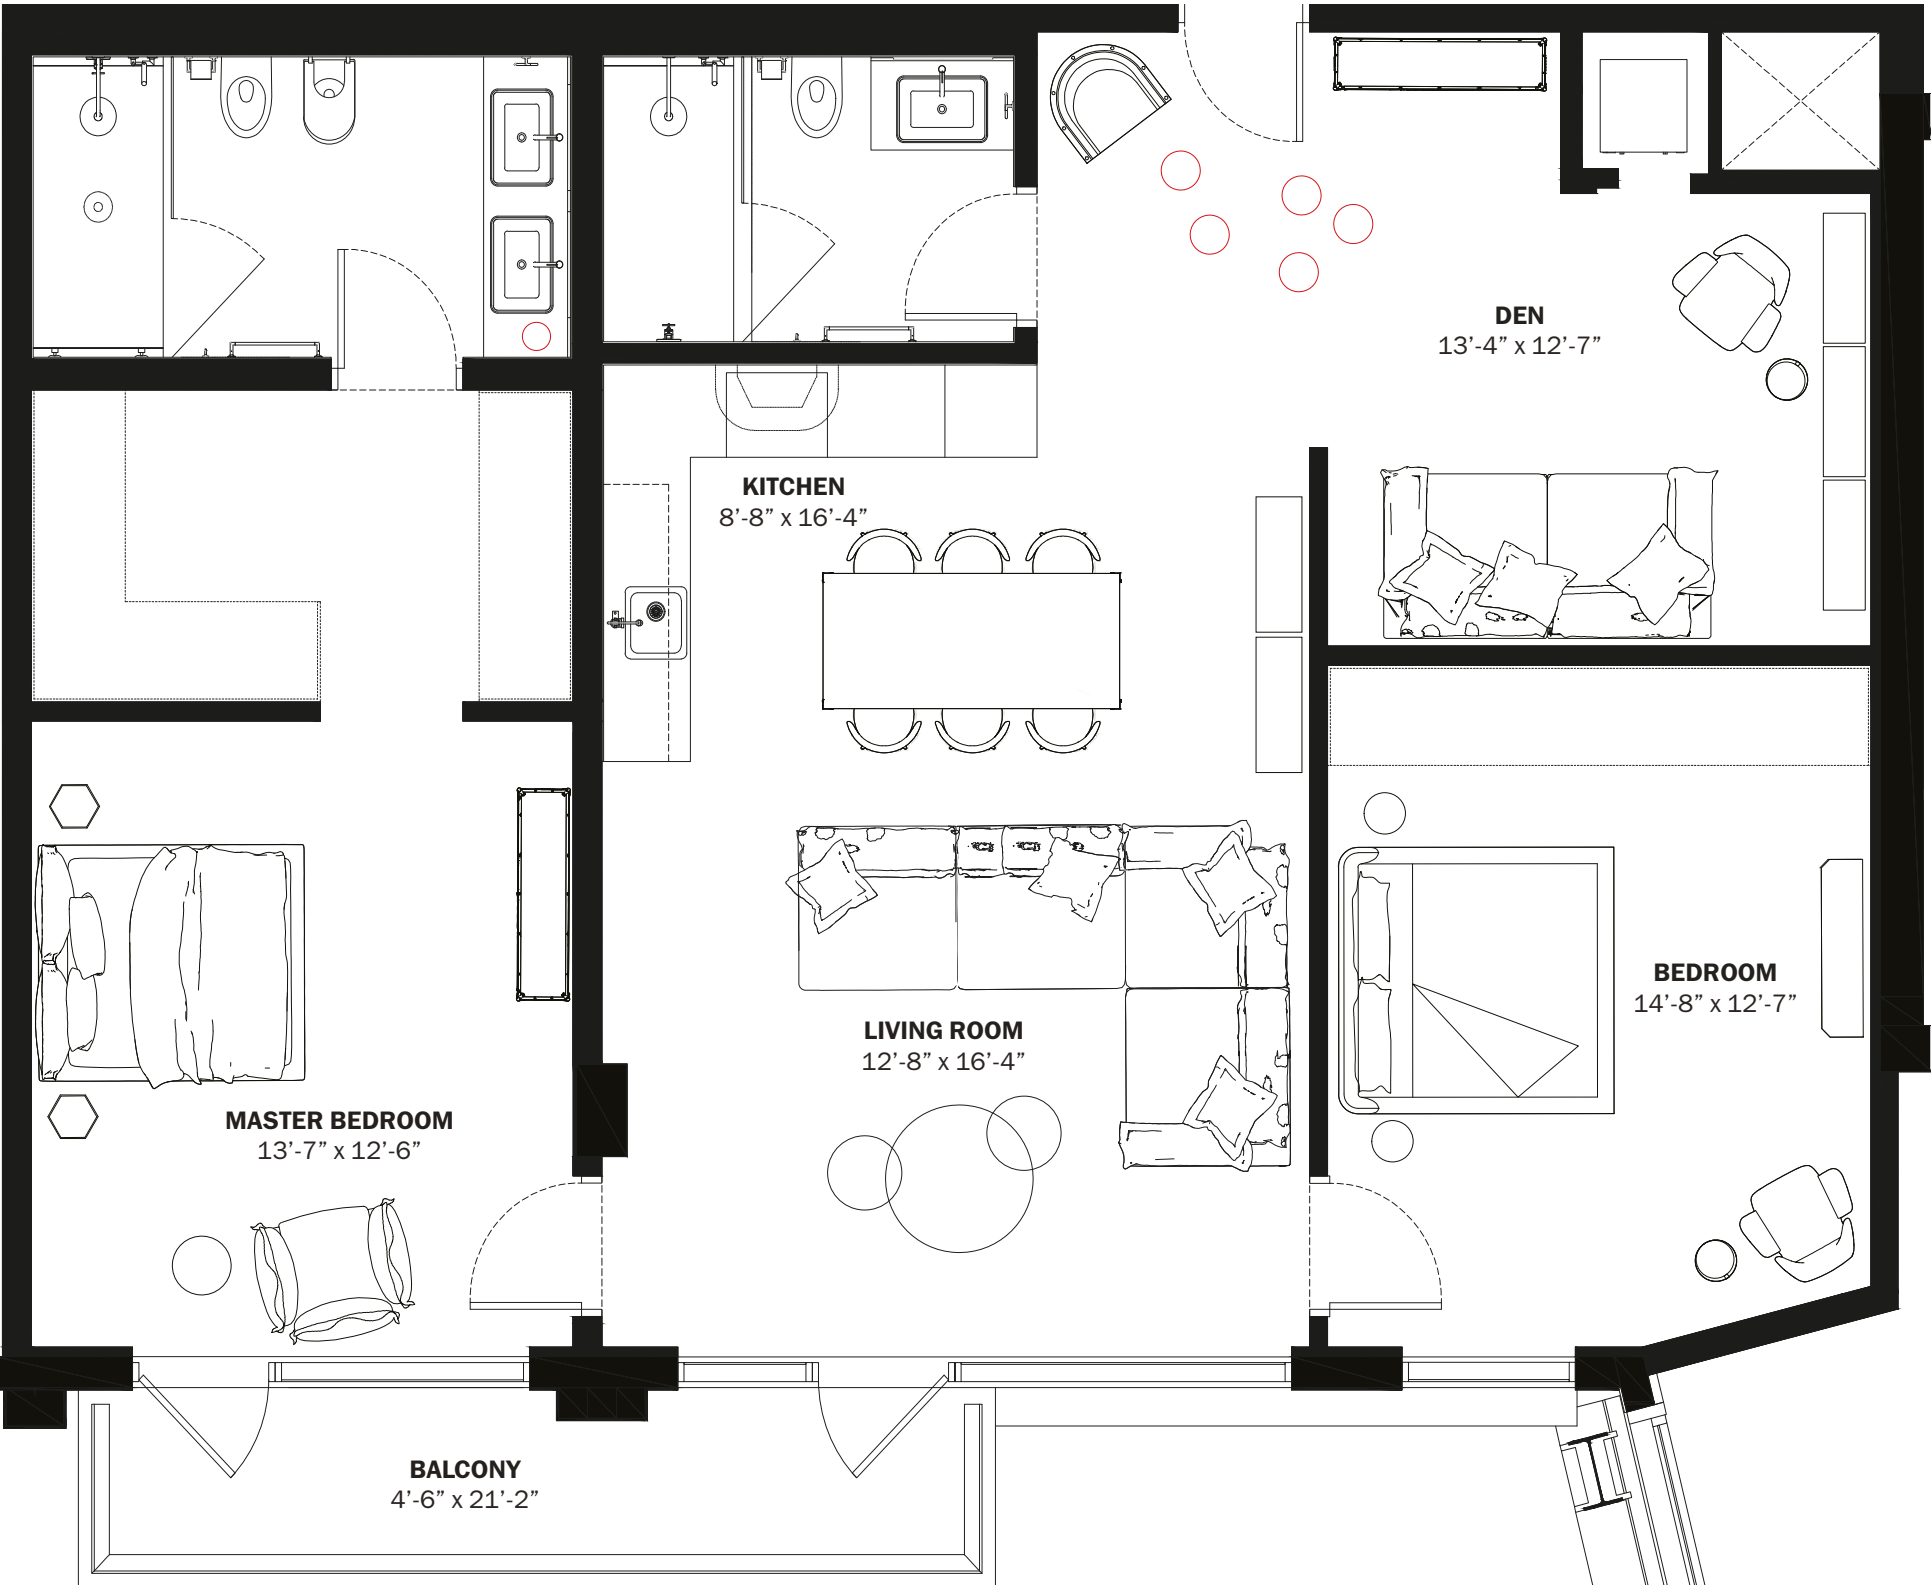 DEN
13’-4” x 12’-7”
KITCHEN
8’-8” x 16’-4”
BEDROOM
14’-8” x 12’-7”
LIVING ROOM
12’-8” x 16’-4”
MASTER BEDROOM
13’-7” x 12’-6”
BALCONY
4’-6” x 21’-2”